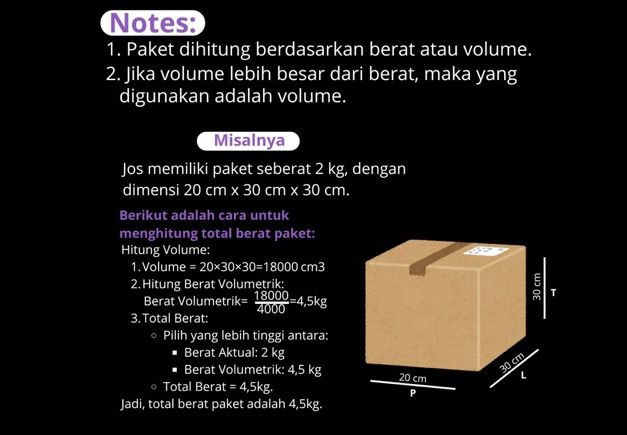 Notes:
1. Paket dihitung berdasarkan berat atau volume.
2. Jika volume lebih besar dari berat, maka yang
digunakan adalah volume.
Misalnya
Jos memiliki paket seberat 2 kg, dengan
dimensi 20 cm x 30 cm x 30 cm.
Berikut adalah cara untuk
menghitung total berat paket:
Hitung Volume:
1. Volume = 20×30×30=18000 cm3
2. Hitung Berat Volumetrik:
Berat Volumetrik= 18000/4000=4,5kg
3. Total Berat:
Pilih yang lebih tinggi antara:
Berat Aktual: 2 kg
Berat Volumetrik: 4,5 kg
Total Berat = 4,5kg.
Jadi, total berat paket adalah 4,5kg.
30 cm
T
30 cm
L
20 cm
P